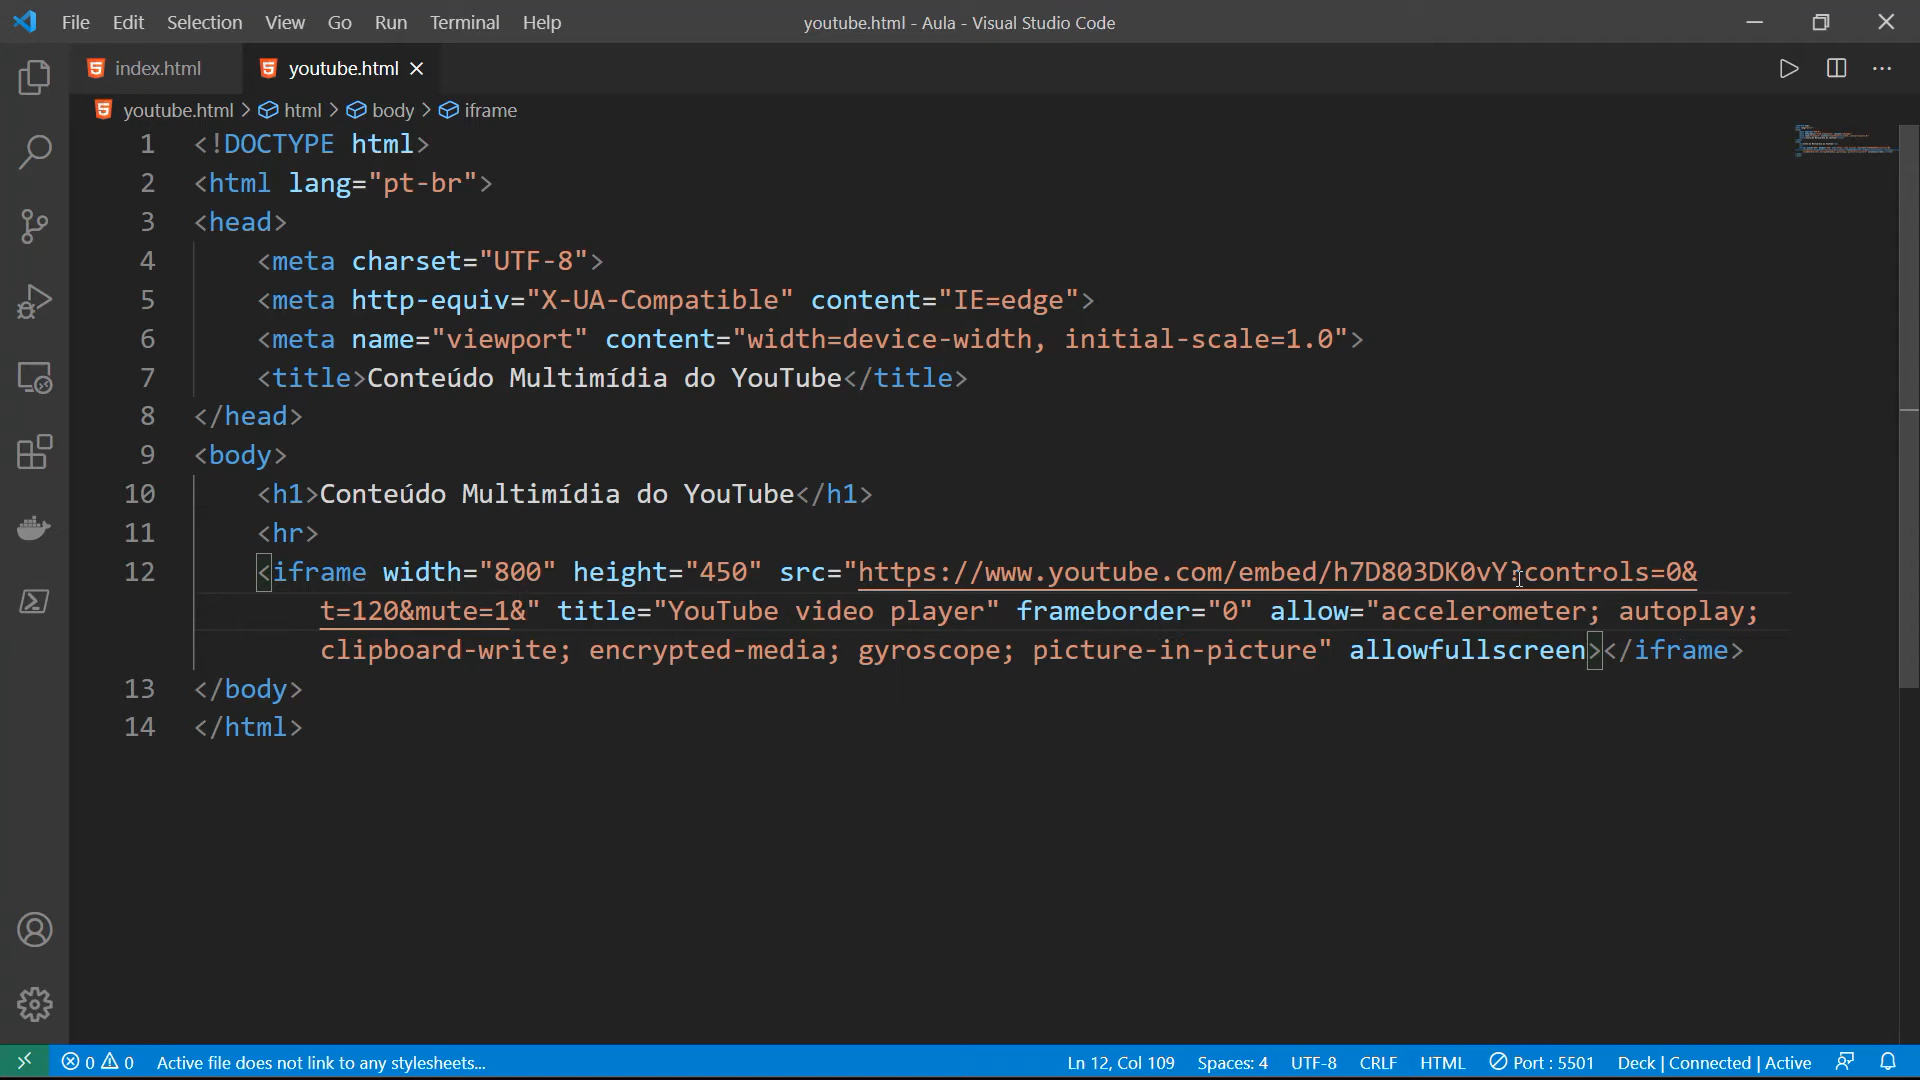 File Edit Selection View Go Run Terminal Help youtube.html - Aula - Visual Studio Code
index.html youtube.html
youtube.html > html > body > iframe
1 <!DOCTYPE html>
2 <html lang="pt-br">
3 <head>
4 <meta charset="UTF-8">
5 <meta http-equiv="X-UA-Compatible" content="IE=edge">
6 <meta name="viewport" content="width=device-width, initial-scale=1.0">
7 <title>Conteúdo Multimídia do YouTube</title>
8 </head>
9 <body>
10 <h1>Conteúdo Multimídia do YouTube</h1>
11 <hr>
12 <iframe width="800" height="450" src="https://www.youtube.com/embed/h7D803DK0vY?controls=0&
t=120&mute=1&" title="YouTube video player" frameborder="0" allow="accelerometer; autoplay;
clipboard-write; encrypted-media; gyroscope; picture-in-picture" allowfullscreen></iframe>
13 </body>
14 </html>
0 0 Active file does not link to any stylesheets... Ln 12, Col 109 Spaces: 4 UTF-8 CRLF HTML Port : 5501 Deck | Connected | Active